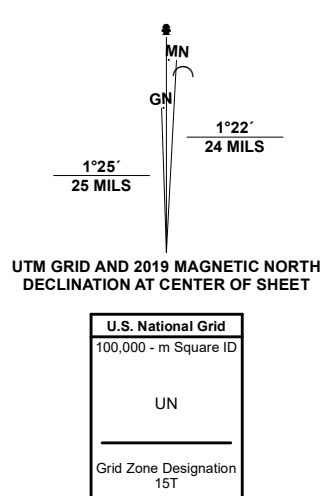 MN
GN
1°22´
24 MILS
1°25´
25 MILS
UTM GRID AND 2019 MAGNETIC NORTH
DECLINATION AT CENTER OF SHEET
U.S. National Grid
100,000 - m Square ID
UN
Grid Zone Designation
15T